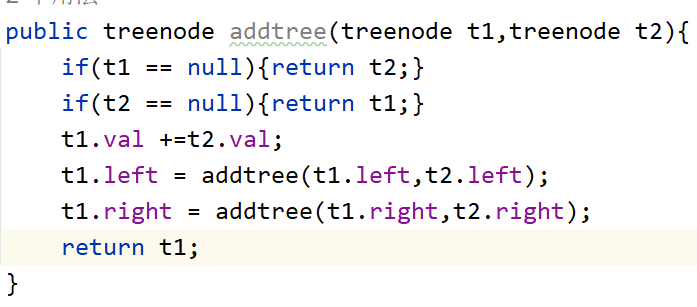 public treenode addtree(treenode t1,treenode t2){
if(t1 == null){return t2;}
if(t2 == null){return t1;}
t1.val +=t2.val;
t1.left = addtree(t1.left,t2.left);
t1.right = addtree(t1.right,t2.right);
return t1;
}